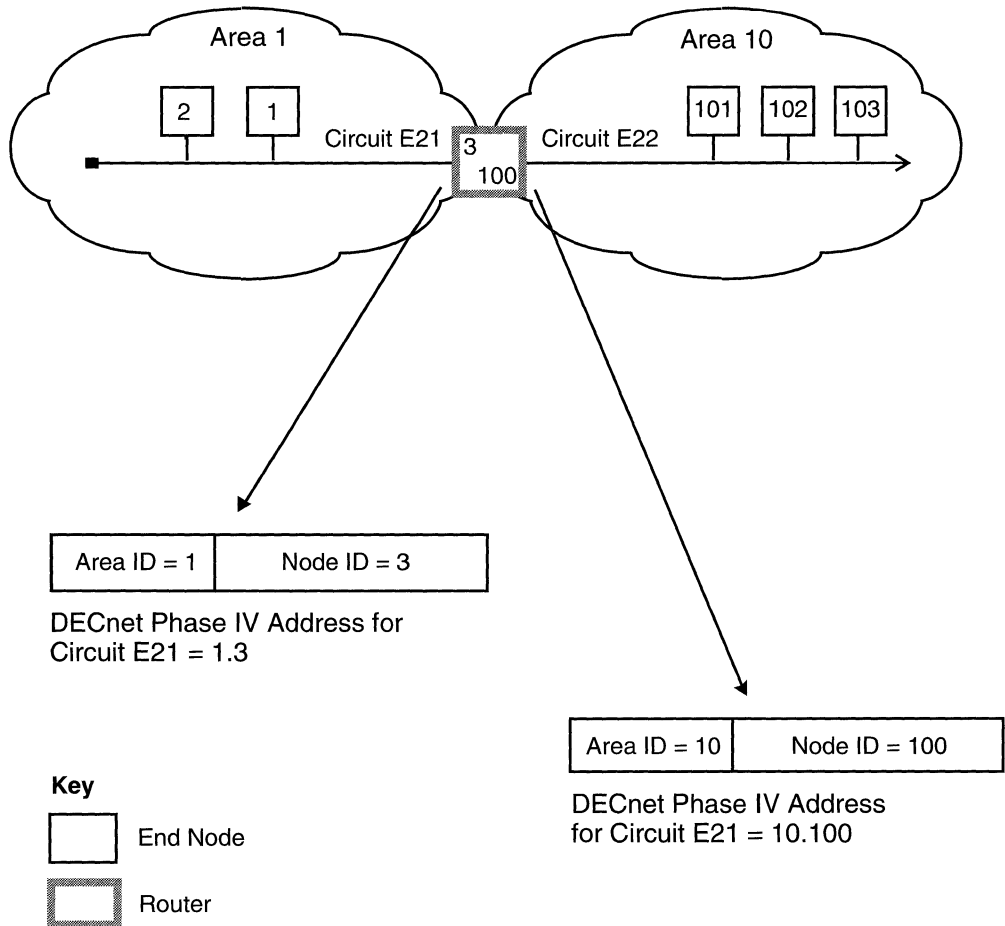 Area 1
Area 10
2
1
101
102
103
Circuit E21
Circuit E22
3
100
Area ID = 1
Node ID = 3
DECnet Phase IV Address for
Circuit E21 = 1.3
Area ID = 10
Node ID = 100
DECnet Phase IV Address
for Circuit E21 = 10.100
Key
End Node
Router